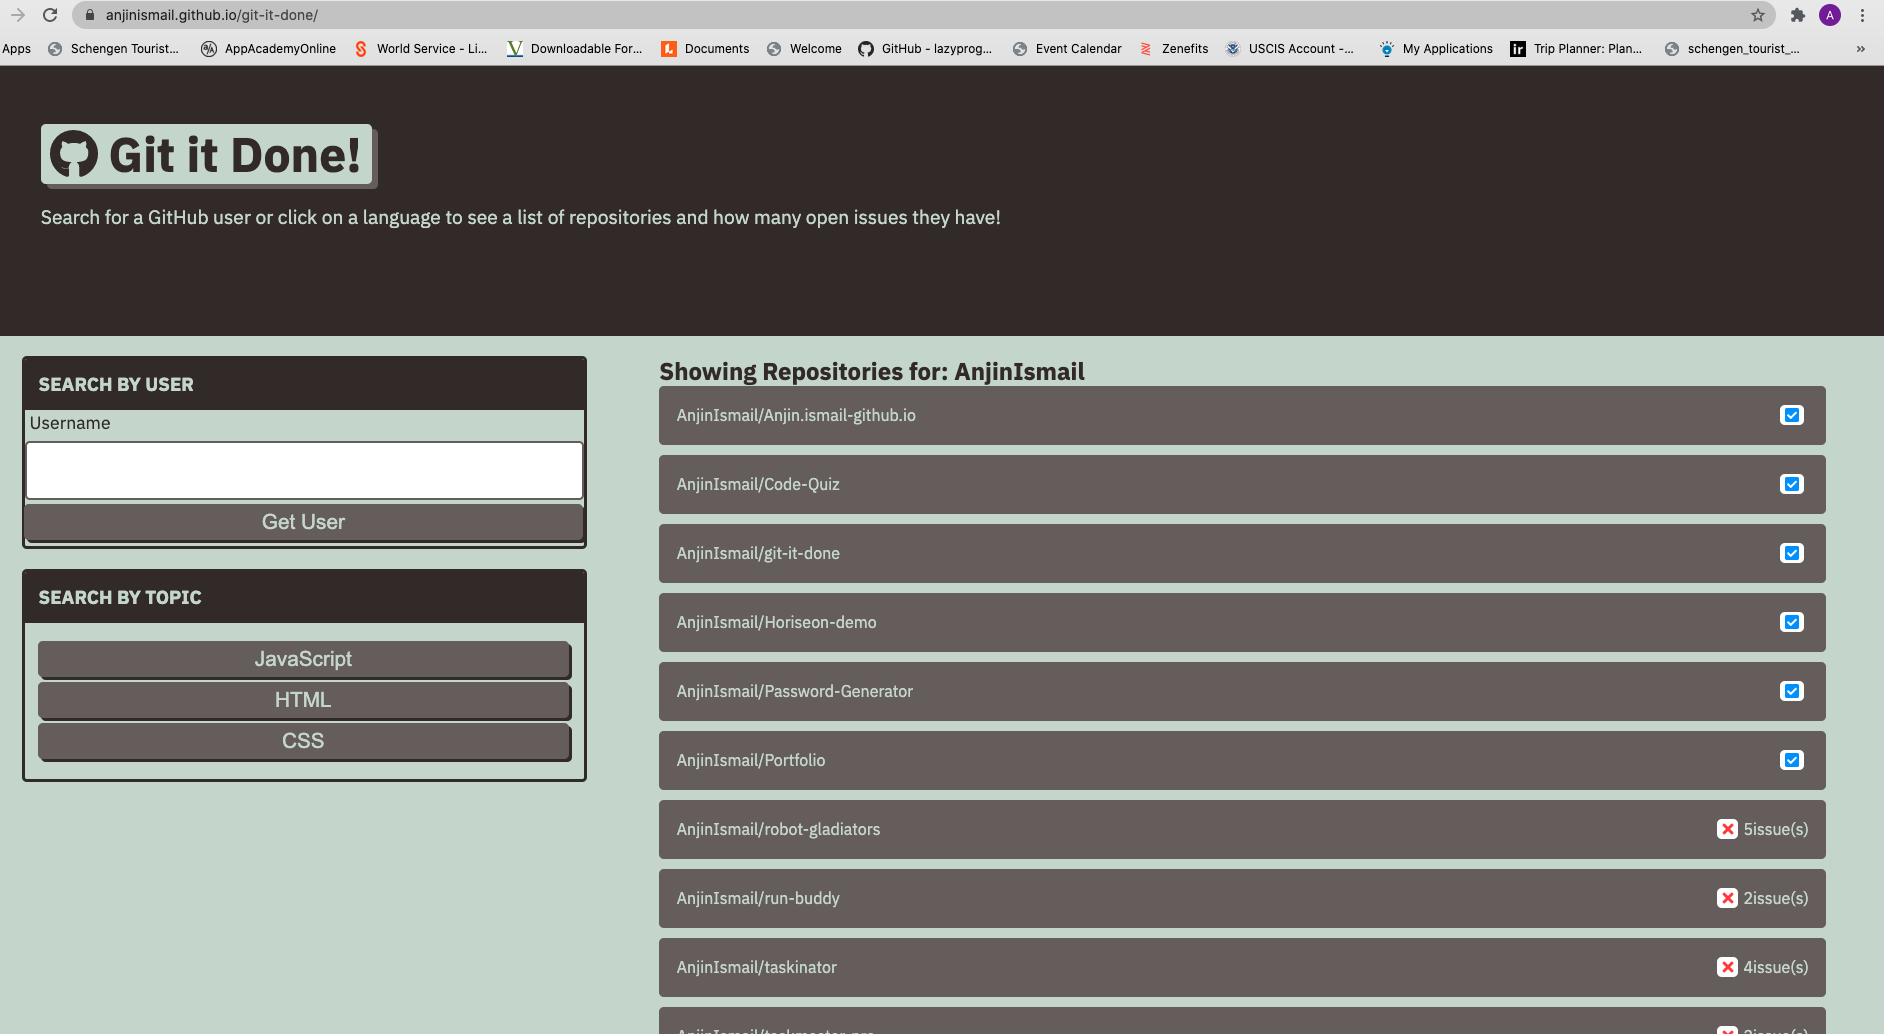 anjinismail.github.io/git-it-done/
A
Apps
Schengen Tourist...
AppAcademyOnline
World Service - Li...
Downloadable For...
Documents
Welcome
GitHub - lazyprog...
Event Calendar
Zenefits
USCIS Account -...
My Applications
ir
Trip Planner: Plan...
schengen_tourist_...
»
Git it Done!
Search for a GitHub user or click on a language to see a list of repositories and how many open issues they have!
SEARCH BY USER
Username
Get User
SEARCH BY TOPIC
JavaScript
HTML
CSS
Showing Repositories for: AnjinIsmail
AnjinIsmail/Anjin.ismail-github.io
AnjinIsmail/Code-Quiz
AnjinIsmail/git-it-done
AnjinIsmail/Horiseon-demo
AnjinIsmail/Password-Generator
AnjinIsmail/Portfolio
AnjinIsmail/robot-gladiators 5issue(s)
AnjinIsmail/run-buddy 2issue(s)
AnjinIsmail/taskinator 4issue(s)